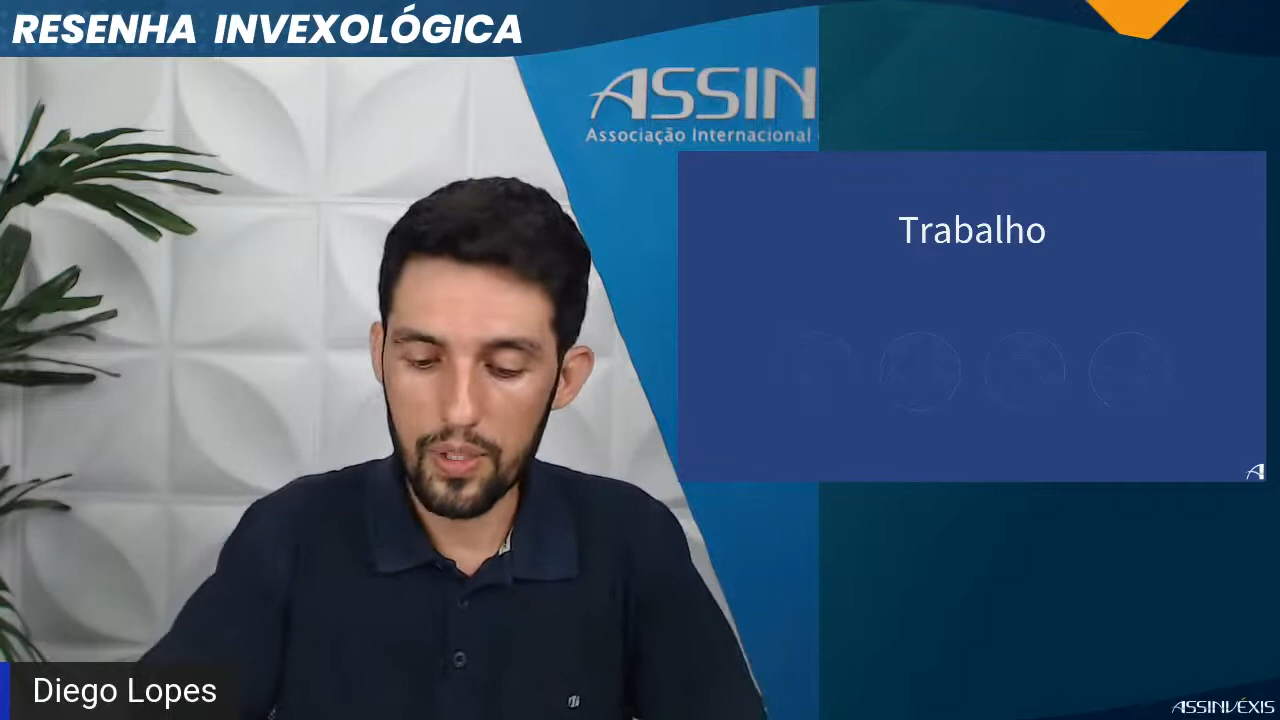 RESENHA INVEXOLÓGICA
ASSIN
Associação Internacional
Trabalho
Diego Lopes
ASSINVÉXIS